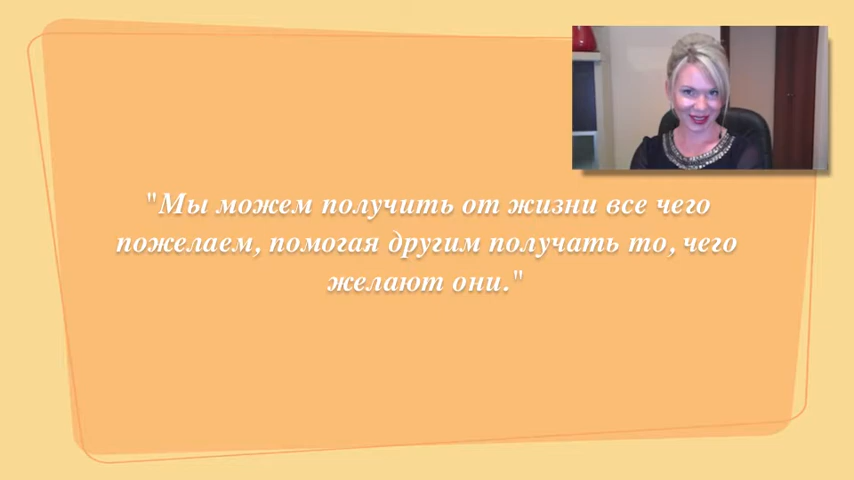 "Мы можем получить от жизни все чего
пожелаем, помогая другим получать то, чего
желают они."